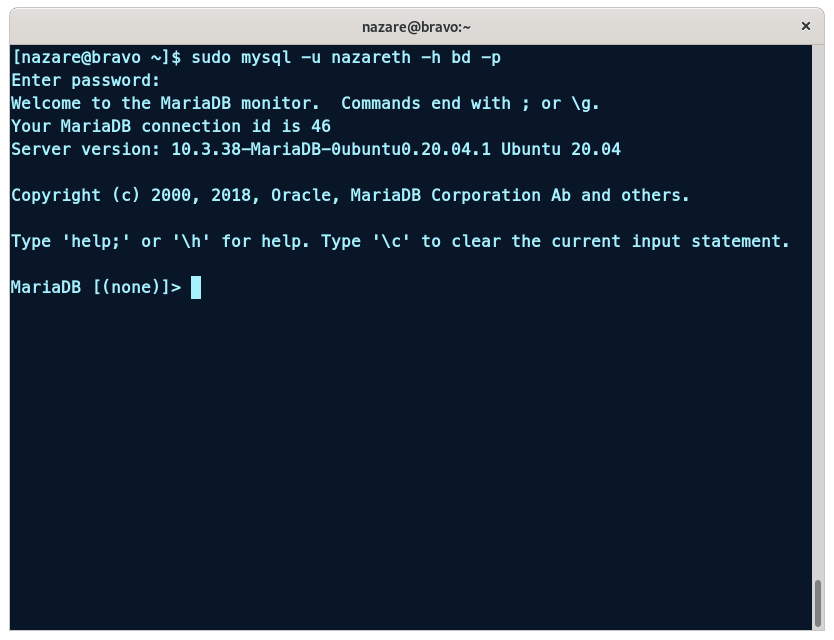 nazare@bravo:~
[nazare@bravo ~]$ sudo mysql -u nazareth -h bd -p
Enter password:
Welcome to the MariaDB monitor.  Commands end with ; or \g.
Your MariaDB connection id is 46
Server version: 10.3.38-MariaDB-0ubuntu0.20.04.1 Ubuntu 20.04
Copyright (c) 2000, 2018, Oracle, MariaDB Corporation Ab and others.
Type 'help;' or '\h' for help. Type '\c' to clear the current input statement.
MariaDB [(none)]>